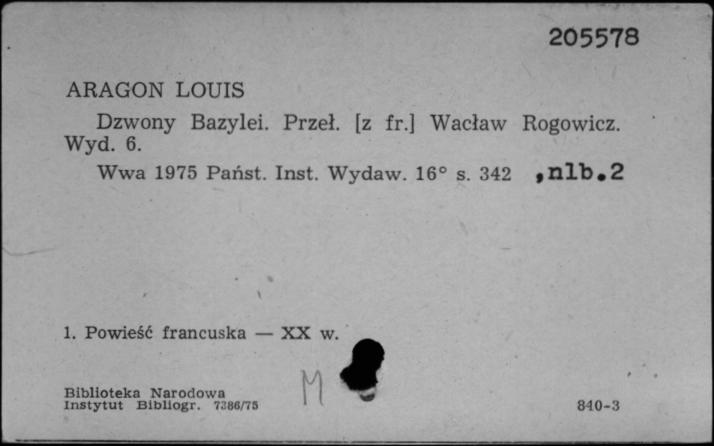 205578
ARAGON LOUIS
Dzwony Bazylei. Przeł. [z fr.] Wacław Rogowicz.
Wyd. 6.
Wwa 1975 Państ. Inst. Wydaw. 16° s. 342 ,nlb.2
1. Powieść francuska — XX w.
M
Biblioteka Narodowa
Instytut Bibliogr. 7386/75
840-3